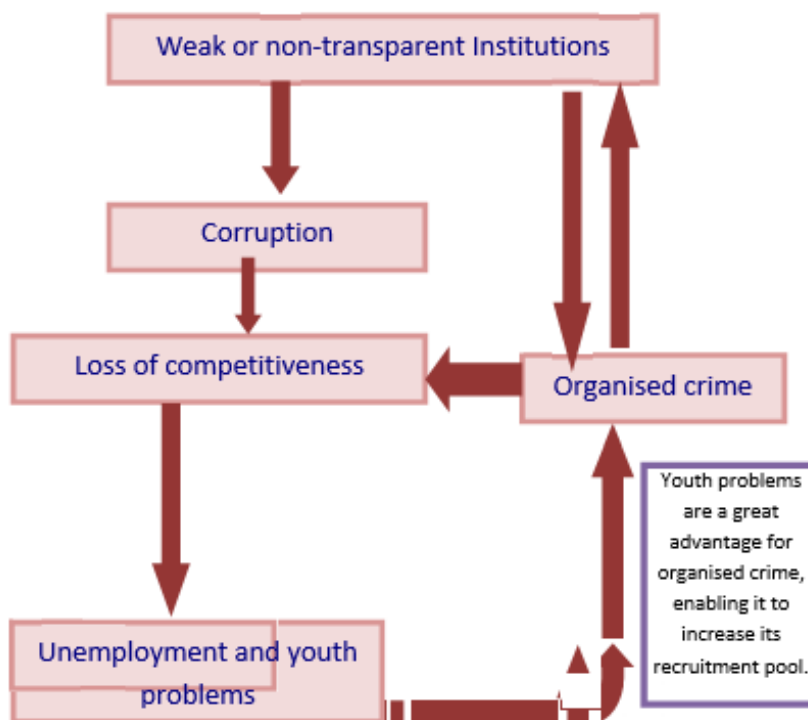 Weak or non-transparent Institutions
Corruption
Loss of competitiveness
Organised crime
Youth problems
are a great
advantage for
organised crime,
enabling it to
increase its
recruitment pool.
Unemployment and youth
problems